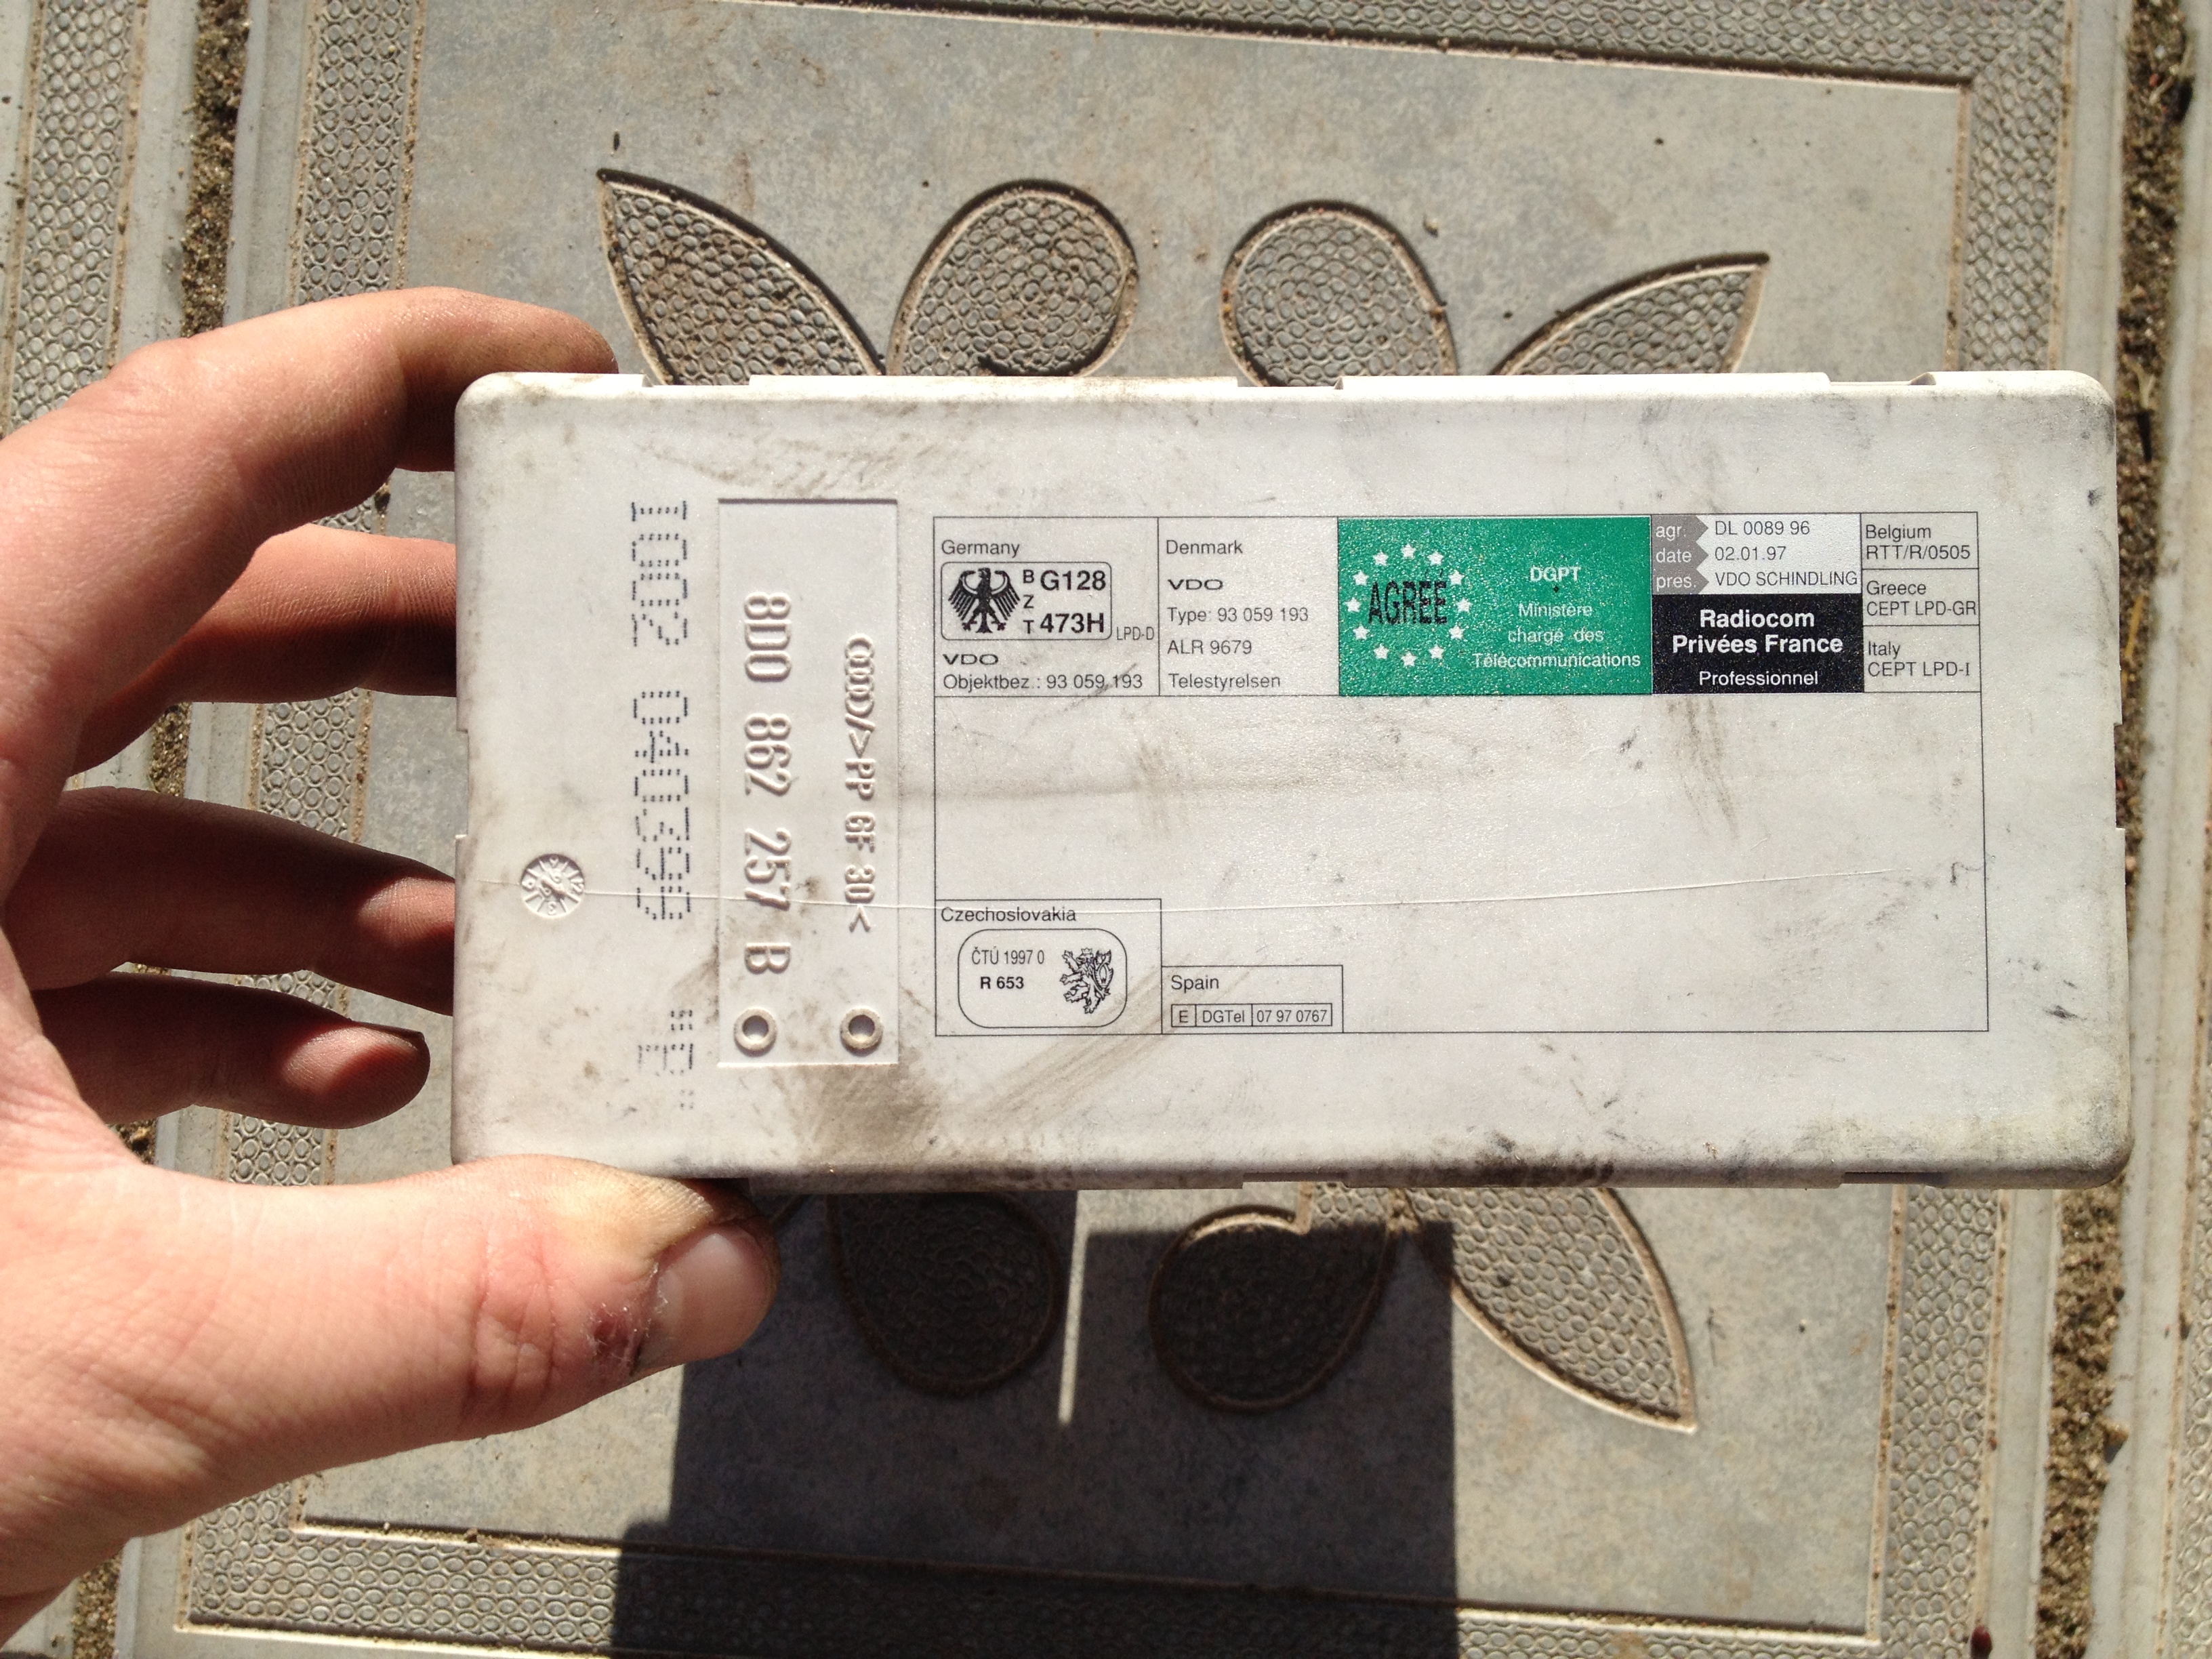 8D0 862 257 B
>PP GF 30<
Germany
B Z T G128
473H
LPD-D
VDO
Objektbez.: 93 059 193
Denmark
VDO
Type: 93 059 193
ALR 9679
Telestyrelsen
AGREE
DGPT
Ministère
chargé des
Télécommunications
agr. DL 0089 96
date 02.01.97
pres. VDO SCHINDLING
Radiocom
Privées France
Professionnel
Belgium
RTT/R/0505
Greece
CEPT LPD-GR
Italy
CEPT LPD-I
Czechoslovakia
ČTÚ 1997 0
R 653
Spain
E DGTel 07 97 0767